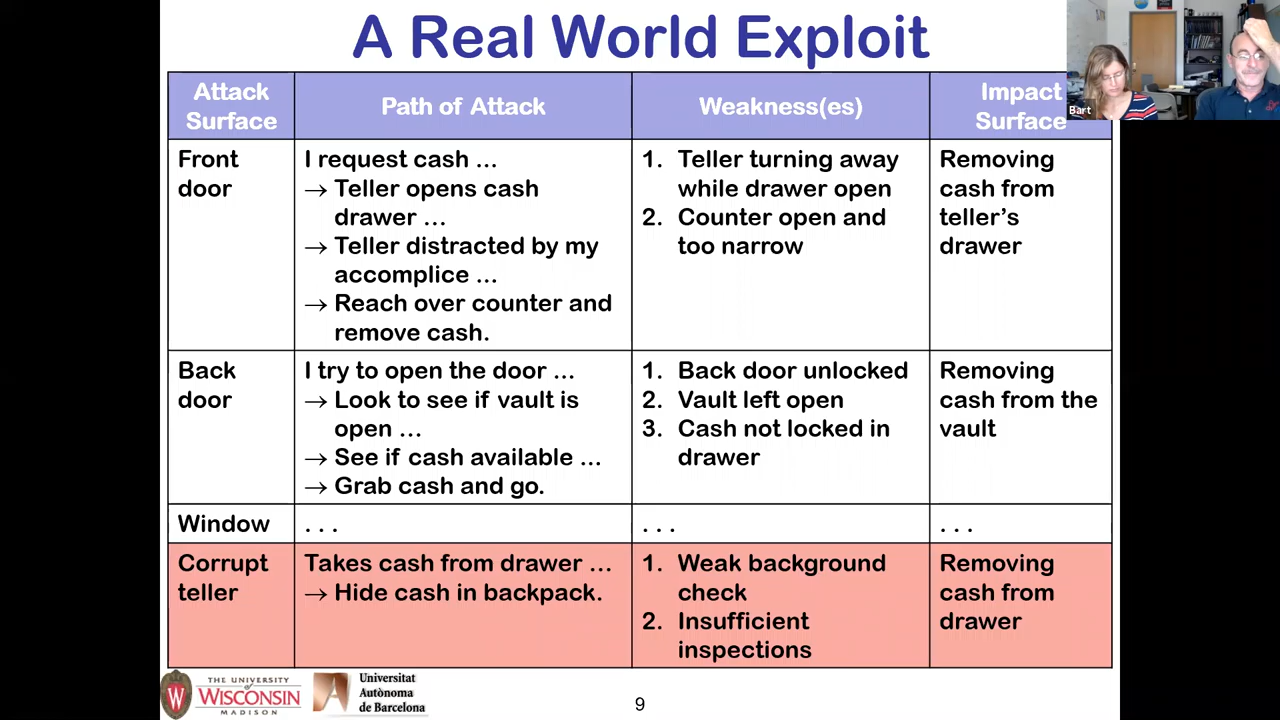 A Real World Exploit
Attack
Surface
Path of Attack
Weakness(es)
Impact
Surface
Front
door
I request cash …
→ Teller opens cash
drawer …
→ Teller distracted by my
accomplice …
→ Reach over counter and
remove cash.
1. Teller turning away
while drawer open
2. Counter open and
too narrow
Removing
cash from
teller’s
drawer
Back
door
I try to open the door …
→ Look to see if vault is
open …
→ See if cash available …
→ Grab cash and go.
1. Back door unlocked
2. Vault left open
3. Cash not locked in
drawer
Removing
cash from the
vault
Window
. . .
. . .
. . .
Corrupt
teller
Takes cash from drawer …
→ Hide cash in backpack.
1. Weak background
check
2. Insufficient
inspections
Removing
cash from
drawer
Bart
W
THE UNIVERSITY
of
WISCONSIN
MADISON
Universitat
Autònoma
de Barcelona
9